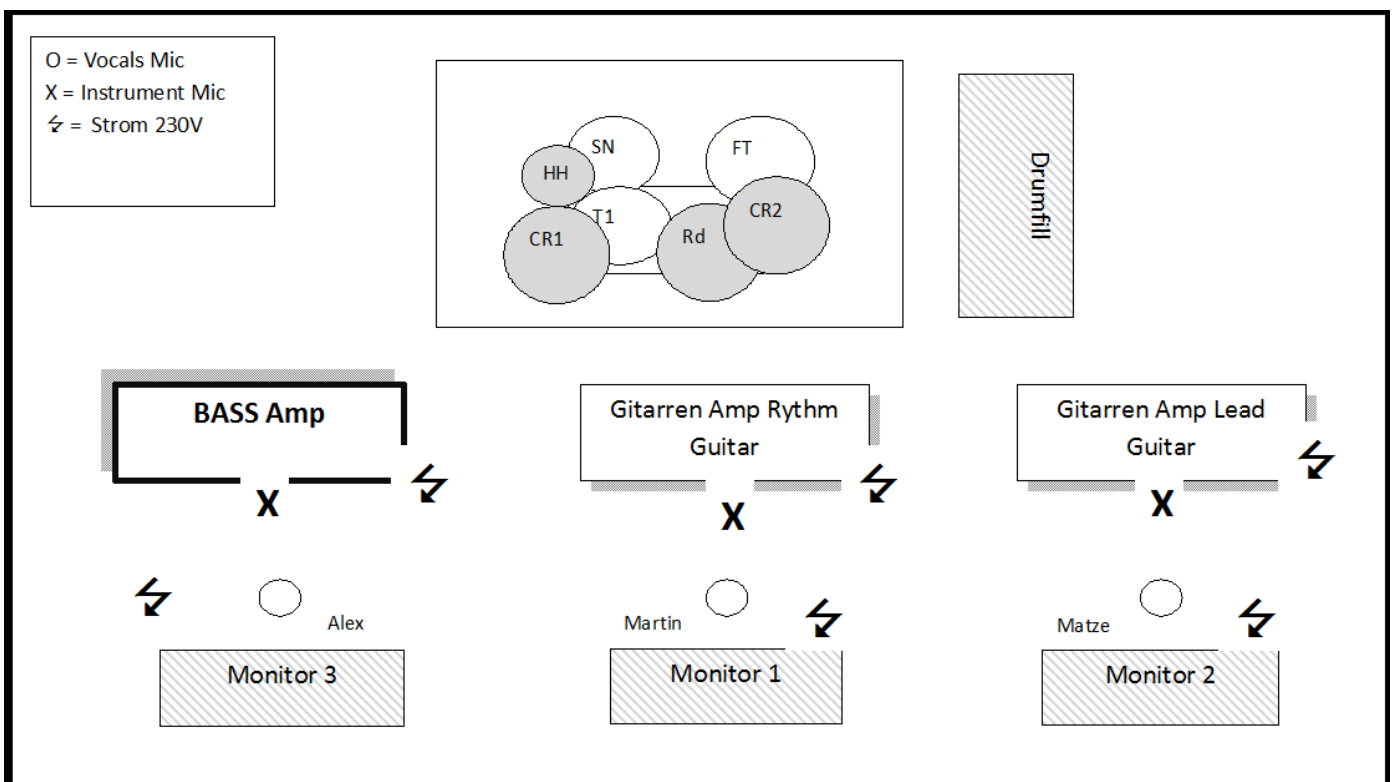 O = Vocals Mic
X = Instrument Mic
= Strom 230V
SN
FT
HH
T1
CR2
CR1
Rd
Drumfill
BASS Amp
Gitarren Amp Rythm
Guitar
Gitarren Amp Lead
Guitar
X
X
X
Alex
Martin
Matze
Monitor 3
Monitor 1
Monitor 2